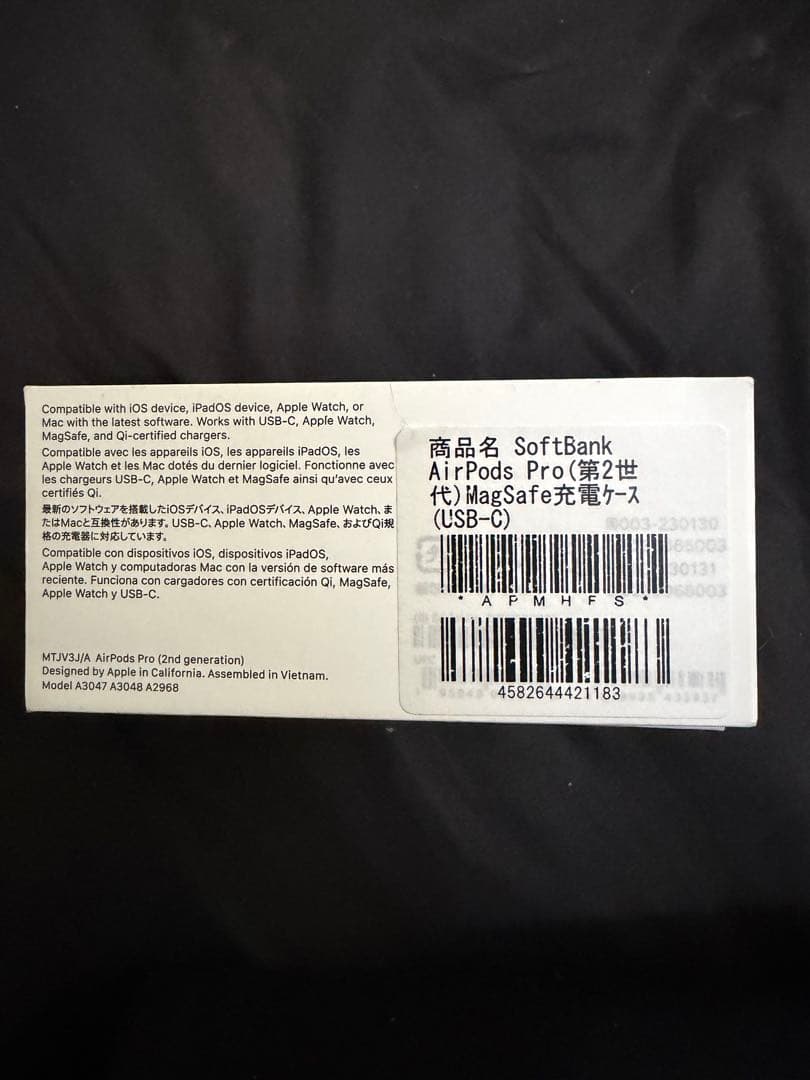 Compatible with iOS device, iPadOS device, Apple Watch, or
Mac with the latest software. Works with USB-C, Apple Watch,
MagSafe, and Qi-certified chargers.
Compatible avec les appareils iOS, les appareils iPadOS, les
Apple Watch et les Mac dotés du dernier logiciel. Fonctionne avec
les chargeurs USB-C, Apple Watch et MagSafe ainsi qu'avec ceux
certifiés Qi.
最新のソフトウェアを搭載したiOSデバイス、iPadOSデバイス、Apple Watch、ま
たはMacと互換性があります。USB-C、Apple Watch、MagSafe、およびQi規
格の充電器に対応しています。
Compatible con dispositivos iOS, dispositivos iPadOS,
Apple Watch y computadoras Mac con la versión de software más
reciente. Funciona con cargadores con certificación Qi, MagSafe,
Apple Watch y USB-C.
MTJV3J/A AirPods Pro (2nd generation)
Designed by Apple in California. Assembled in Vietnam.
Model A3047 A3048 A2968
商品名 SoftBank
AirPods Pro(第2世
代)MagSafe充電ケース
(USB-C)
003-230130
*APMHFS*
4582644421183